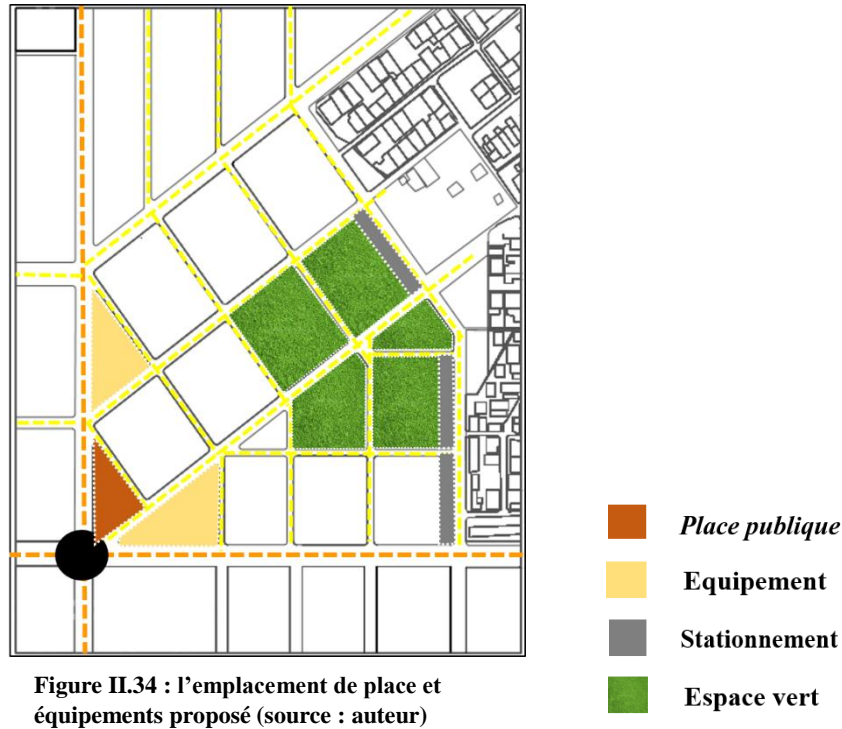 Place publique
Equipement
Stationnement
Espace vert
Figure II.34 : l’emplacement de place et
équipements proposé (source : auteur)